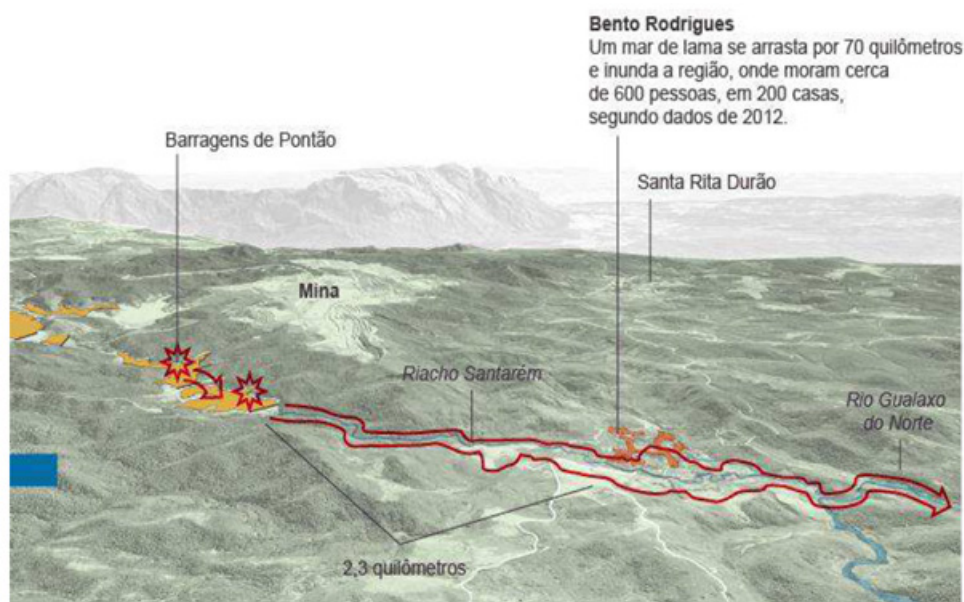 Bento Rodrigues
Um mar de lama se arrasta por 70 quilômetros
e inunda a região, onde moram cerca
de 600 pessoas, em 200 casas,
segundo dados de 2012.
Barragens de Pontão
Santa Rita Durão
Mina
Riacho Santarém
Rio Gualaxo
do Norte
2,3 quilômetros